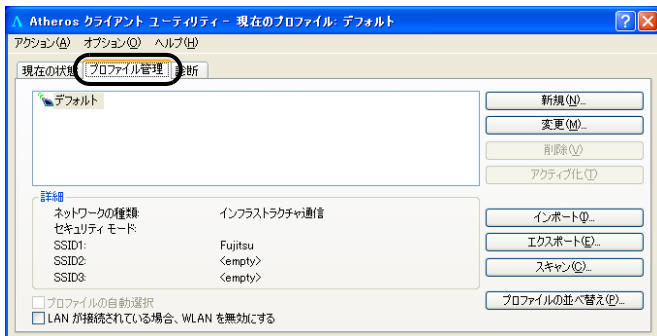 Atheros クライアント ユーティリティ - 現在のプロファイル: デフォルト
アクション(A) オプション(O) ヘルプ(H)
現在の状態 プロファイル管理 診断
デフォルト
新規(N)...
変更(M)...
削除(V)
アクティブ化(T)
詳細
ネットワークの種類: インフラストラクチャ通信
セキュリティ モード:
SSID1: Fujitsu
SSID2: <empty>
SSID3: <empty>
インポート(I)...
エクスポート(E)...
スキャン(C)...
プロファイルの自動選択
LAN が接続されている場合、WLAN を無効にする
プロファイルの並べ替え(P)...